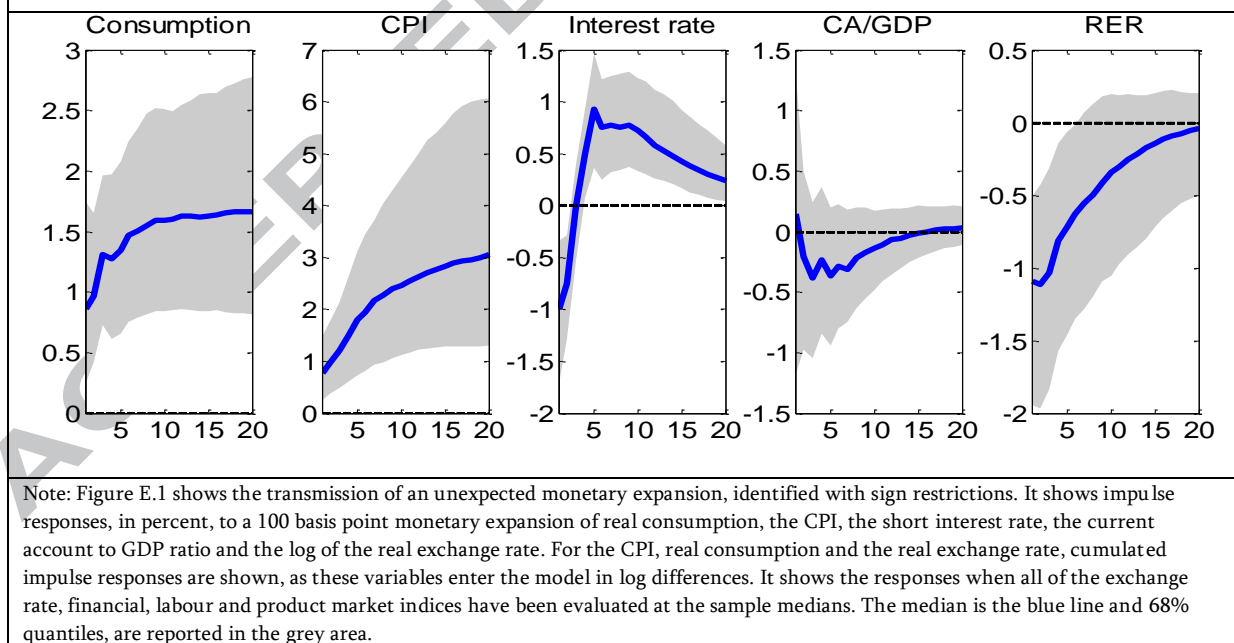 Consumption CPI Interest rate CA/GDP RER
3 7 1.5 1.5 0.5
2.5 6 1 1 0
2 5 0.5 0.5 -0.5
1.5 4 0 0 -1
1 3 -0.5 -0.5 -1.5
0.5 2 -1 -1 -2
0 1 -1.5 -1.5
0 -2
5 10 15 20 5 10 15 20 5 10 15 20 5 10 15 20 5 10 15 20
Note: Figure E.1 shows the transmission of an unexpected monetary expansion, identified with sign restrictions. It shows impulse
responses, in percent, to a 100 basis point monetary expansion of real consumption, the CPI, the short interest rate, the current
account to GDP ratio and the log of the real exchange rate. For the CPI, real consumption and the real exchange rate, cumulated
impulse responses are shown, as these variables enter the model in log differences. It shows the responses when all of the exchange
rate, financial, labour and product market indices have been evaluated at the sample medians. The median is the blue line and 68%
quantiles, are reported in the grey area.